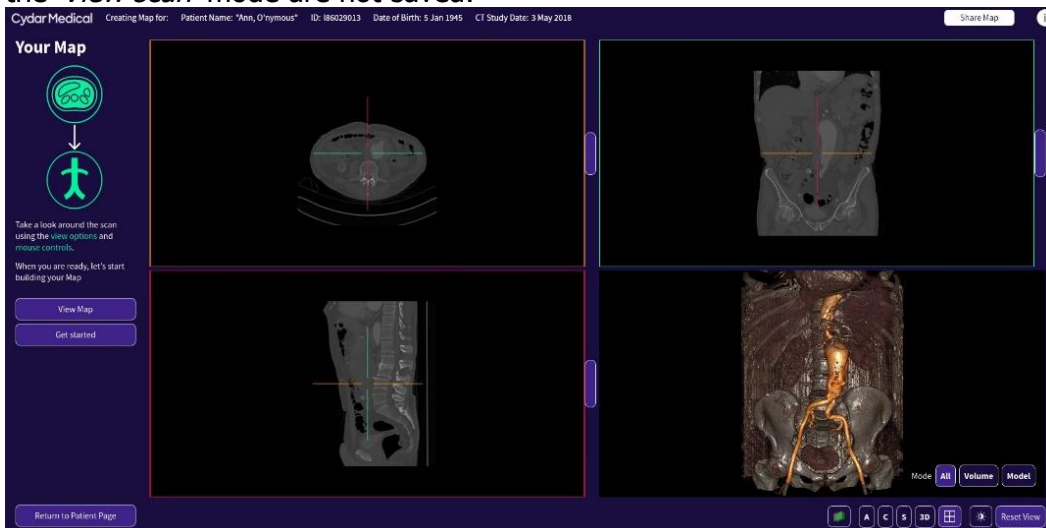 the "View scan" mode are not saved.
Cydar Medical Creating Map for: Patient Name: "Ann, O'nymous" ID: I86029013 Date of Birth: 5 Jan 1945 CT Study Date: 3 May 2018 Share Map i
Your Map
Take a look around the scan
using the view options and
mouse controls.
When you are ready, let's start
building your Map
View Map
Get started
Mode All Volume Model
Return to Patient Page
A C S 3D Reset View